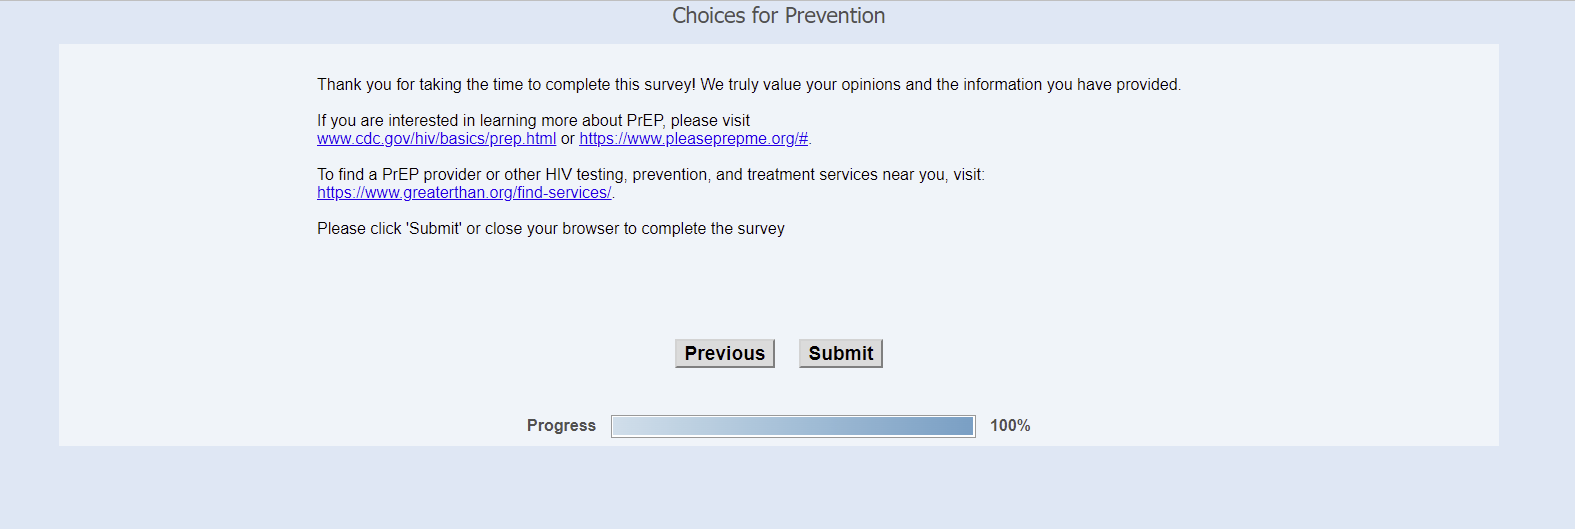 Choices for Prevention
Thank you for taking the time to complete this survey! We truly value your opinions and the information you have provided.
If you are interested in learning more about PrEP, please visit
www.cdc.gov/hiv/basics/prep.html or https://www.pleaseprepme.org/#.
To find a PrEP provider or other HIV testing, prevention, and treatment services near you, visit:
https://www.greaterthan.org/find-services/.
Please click 'Submit' or close your browser to complete the survey
Previous Submit
Progress 100%